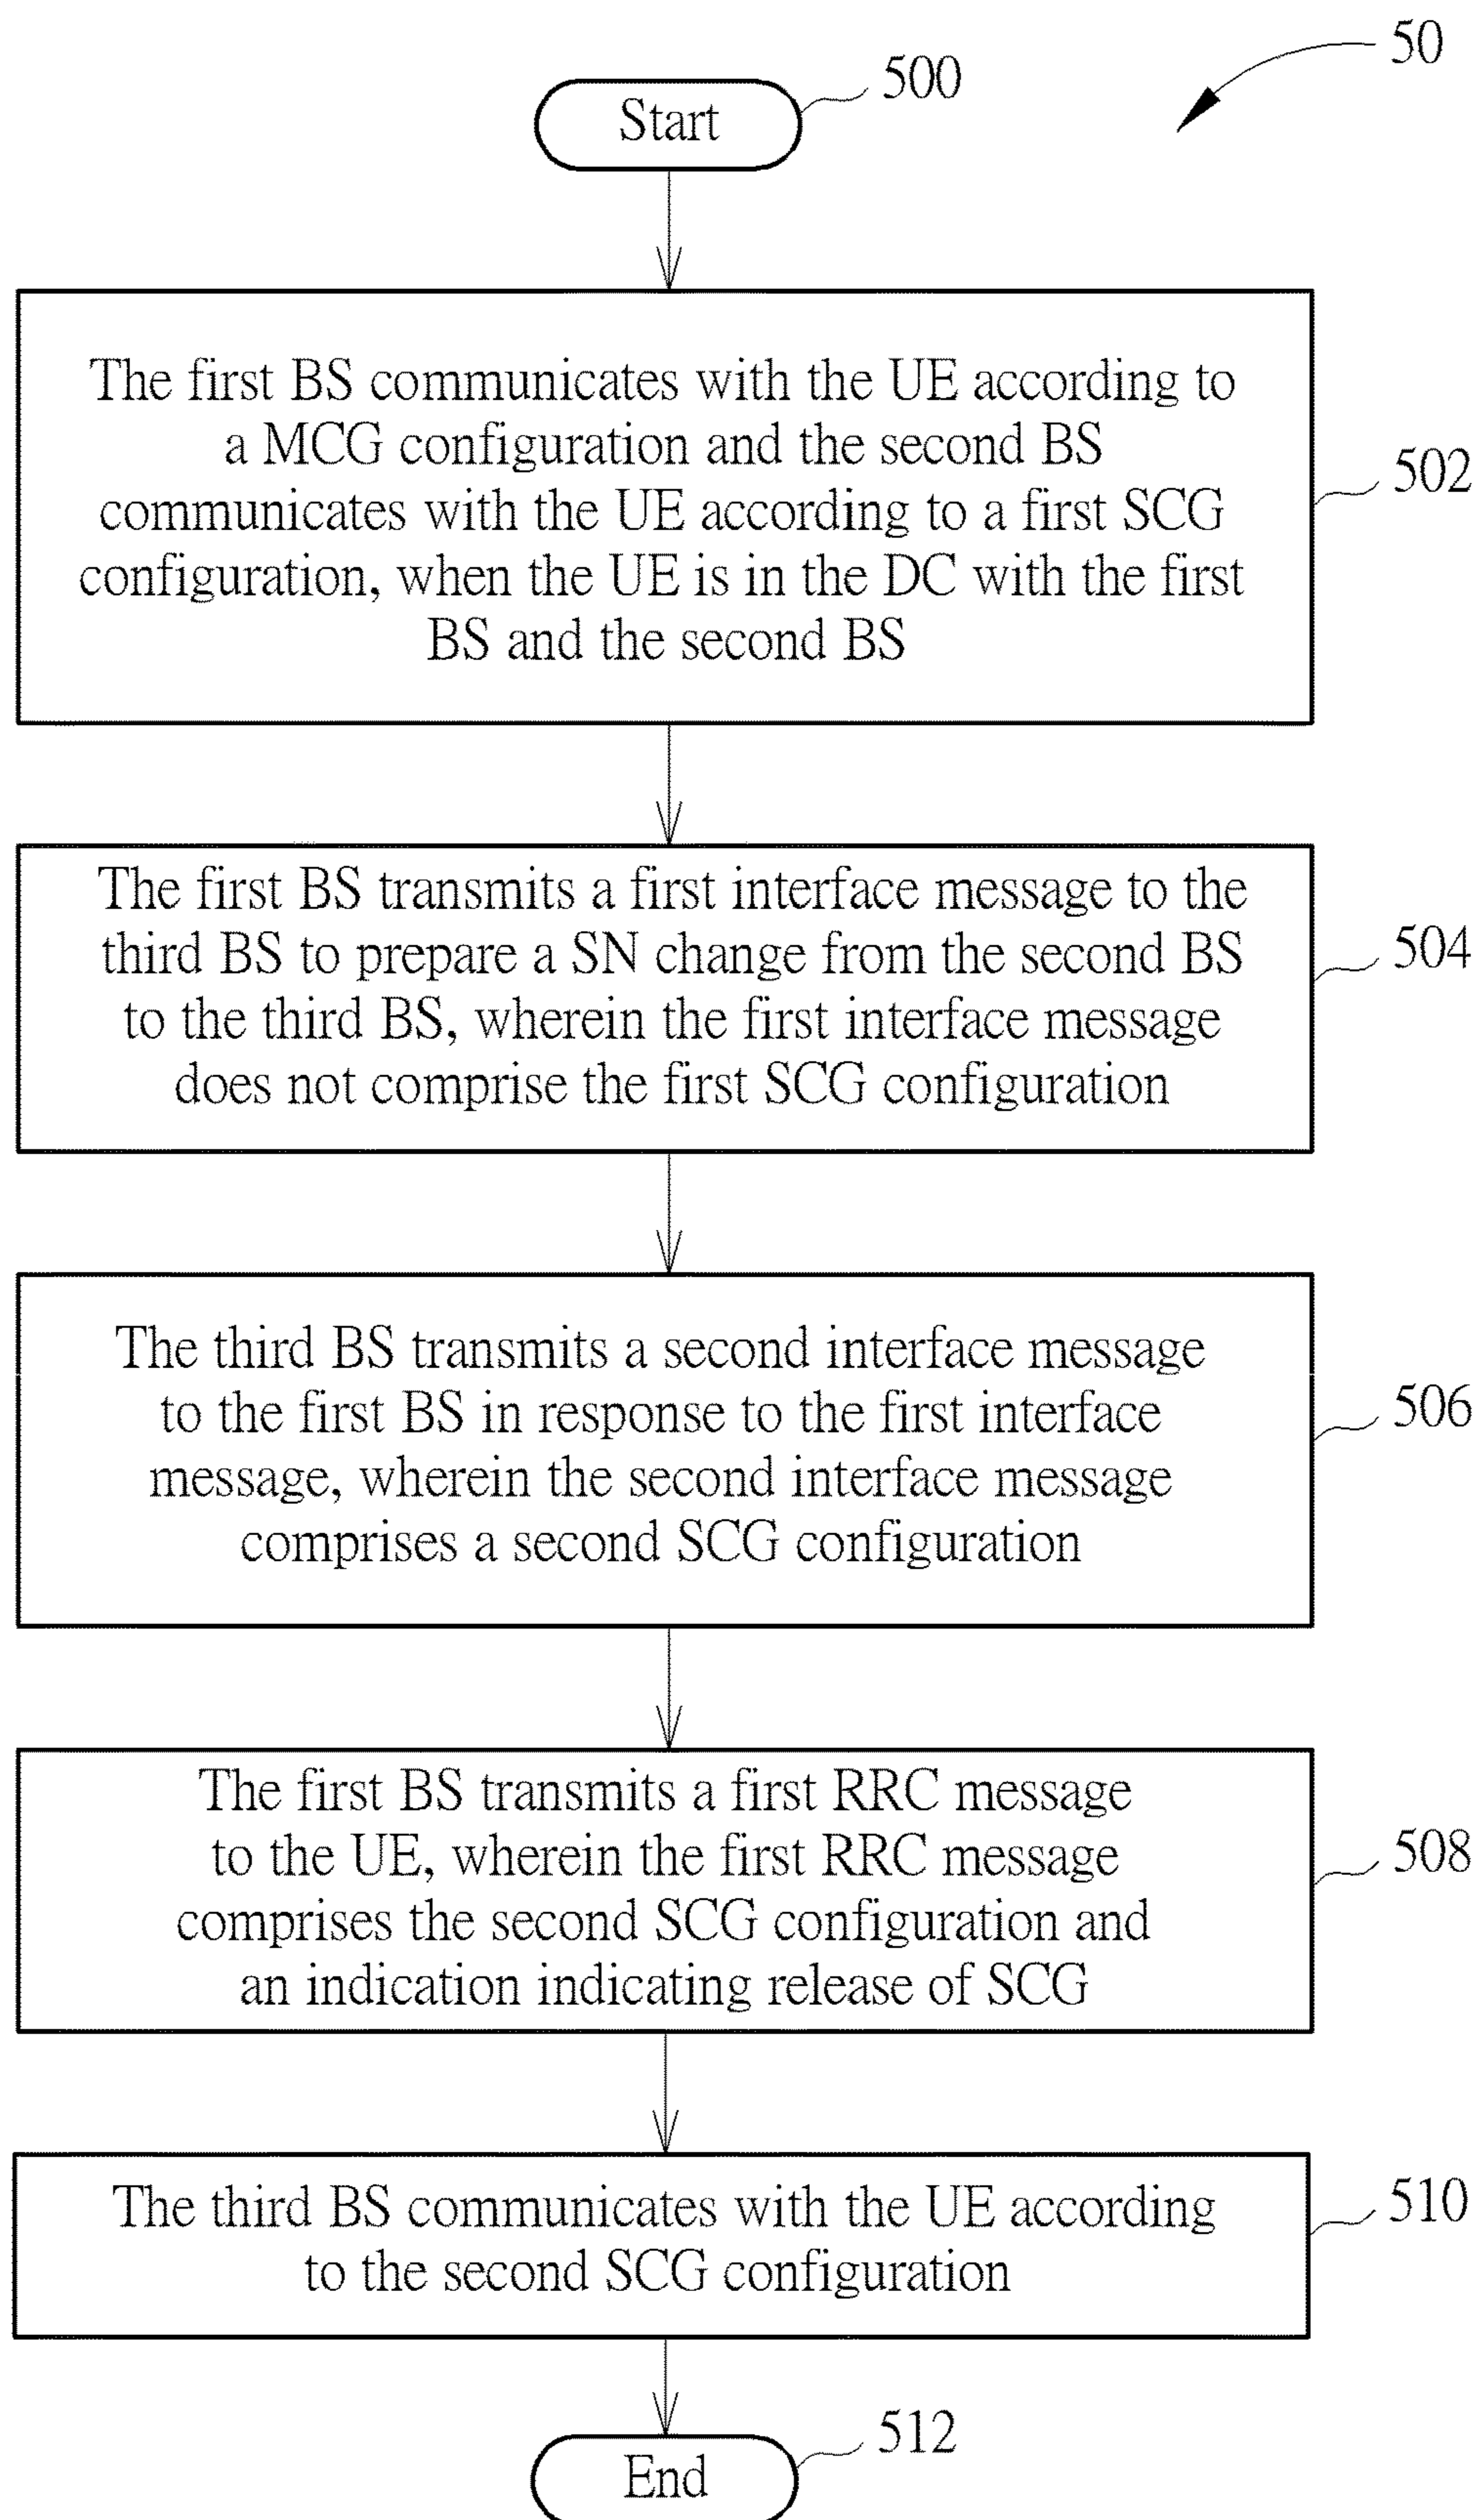 50
Start
500
The first BS communicates with the UE according to
a MCG configuration and the second BS
communicates with the UE according to a first SCG
configuration, when the UE is in the DC with the first
BS and the second BS
502
The first BS transmits a first interface message to the
third BS to prepare a SN change from the second BS
to the third BS, wherein the first interface message
does not comprise the first SCG configuration
504
The third BS transmits a second interface message
to the first BS in response to the first interface
message, wherein the second interface message
comprises a second SCG configuration
506
The first BS transmits a first RRC message
to the UE, wherein the first RRC message
comprises the second SCG configuration and
an indication indicating release of SCG
508
The third BS communicates with the UE according
to the second SCG configuration
510
End
512